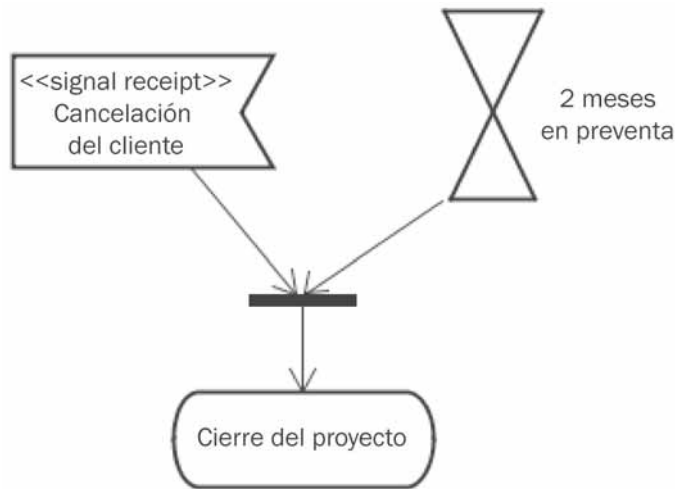 <<signal receipt>>
Cancelación
del cliente
2 meses
en preventa
Cierre del proyecto